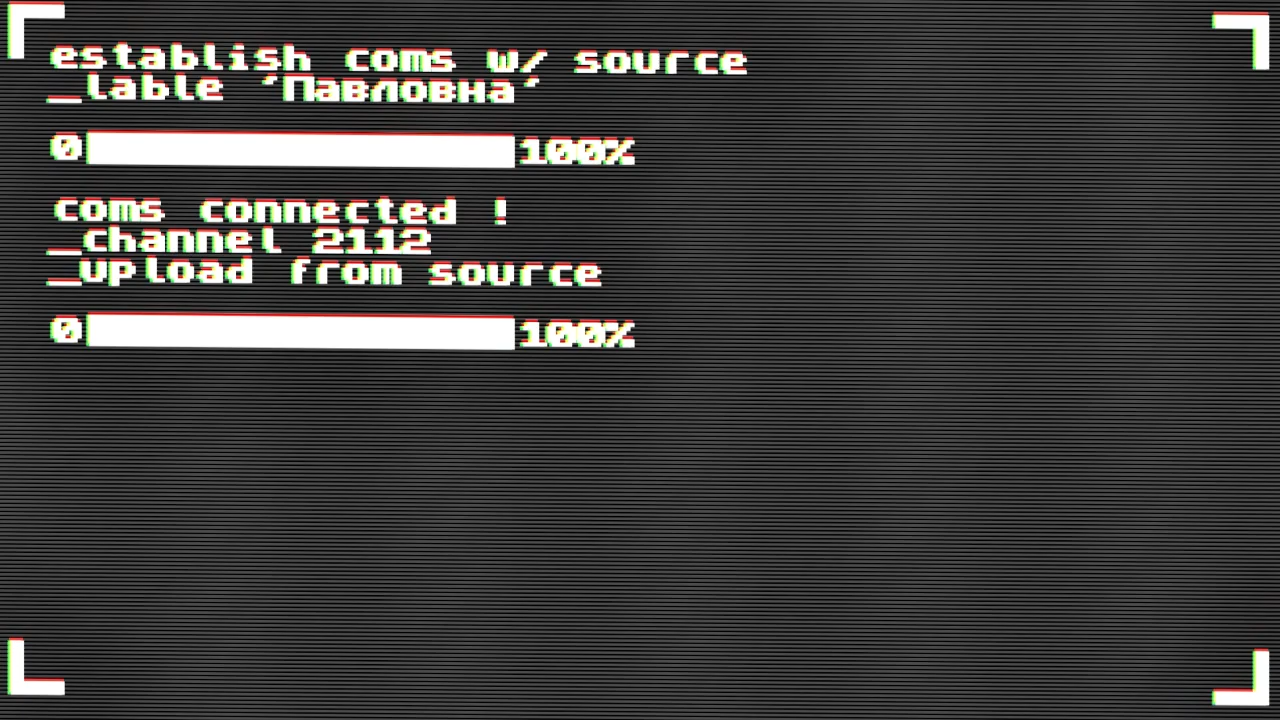 establish coms w/ source
_lable 'Павловна'
0 100%
coms connected !
_channel 2112
_upload from source
0 100%